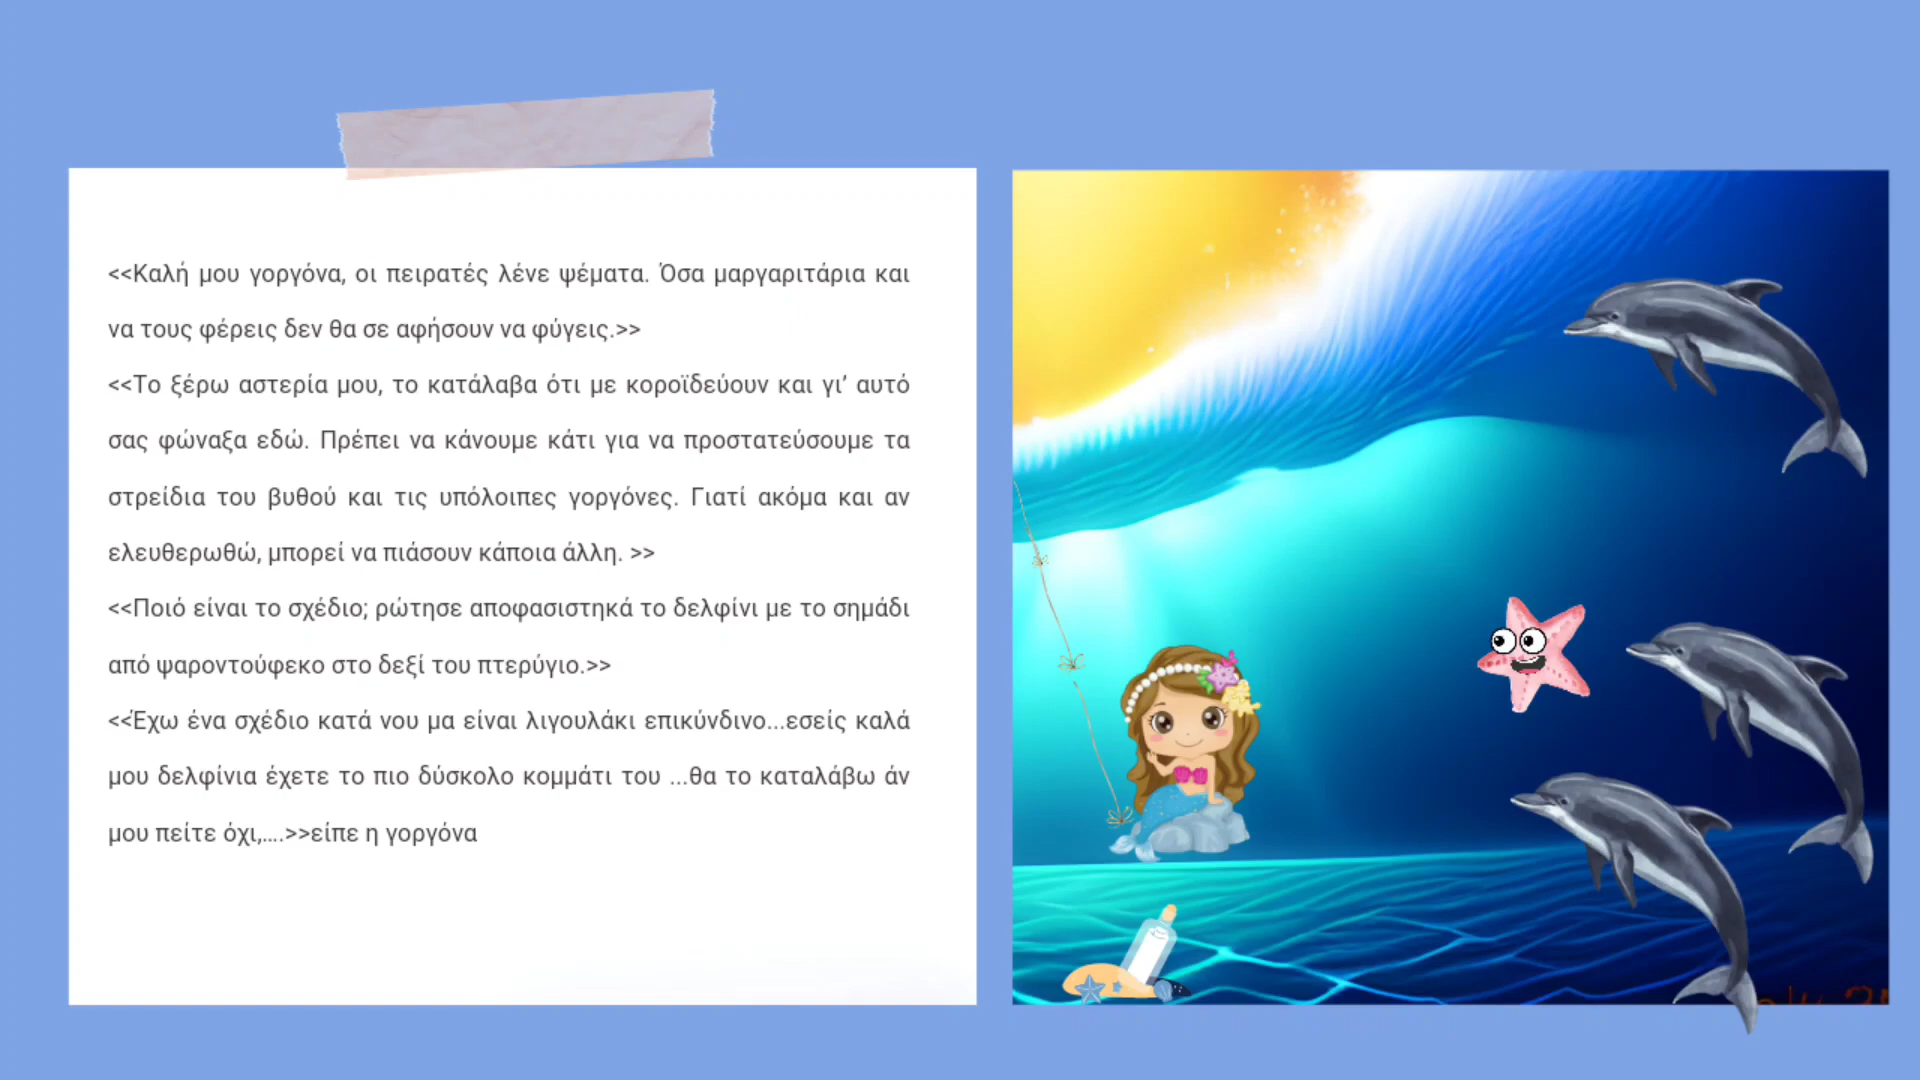 <<Καλή μου γοργόνα, οι πειρατές λένε ψέματα. Όσα μαργαριτάρια και
να τους φέρεις δεν θα σε αφήσουν να φύγεις.>>
<<Το ξέρω αστερία μου, το κατάλαβα ότι με κοροϊδεύουν και γι’ αυτό
σας φώναξα εδώ. Πρέπει να κάνουμε κάτι για να προστατεύσουμε τα
στρείδια του βυθού και τις υπόλοιπες γοργόνες. Γιατί ακόμα και αν
ελευθερωθώ, μπορεί να πιάσουν κάποια άλλη. >>
<<Ποιό είναι το σχέδιο; ρώτησε αποφασιστηκά το δελφίνι με το σημάδι
από ψαροντούφεκο στο δεξί του πτερύγιο.>>
<<Έχω ένα σχέδιο κατά νου μα είναι λιγουλάκι επικύνδινο...εσείς καλά
μου δελφίνια έχετε το πιο δύσκολο κομμάτι του ...θα το καταλάβω άν
μου πείτε όχι,....>>είπε η γοργόνα